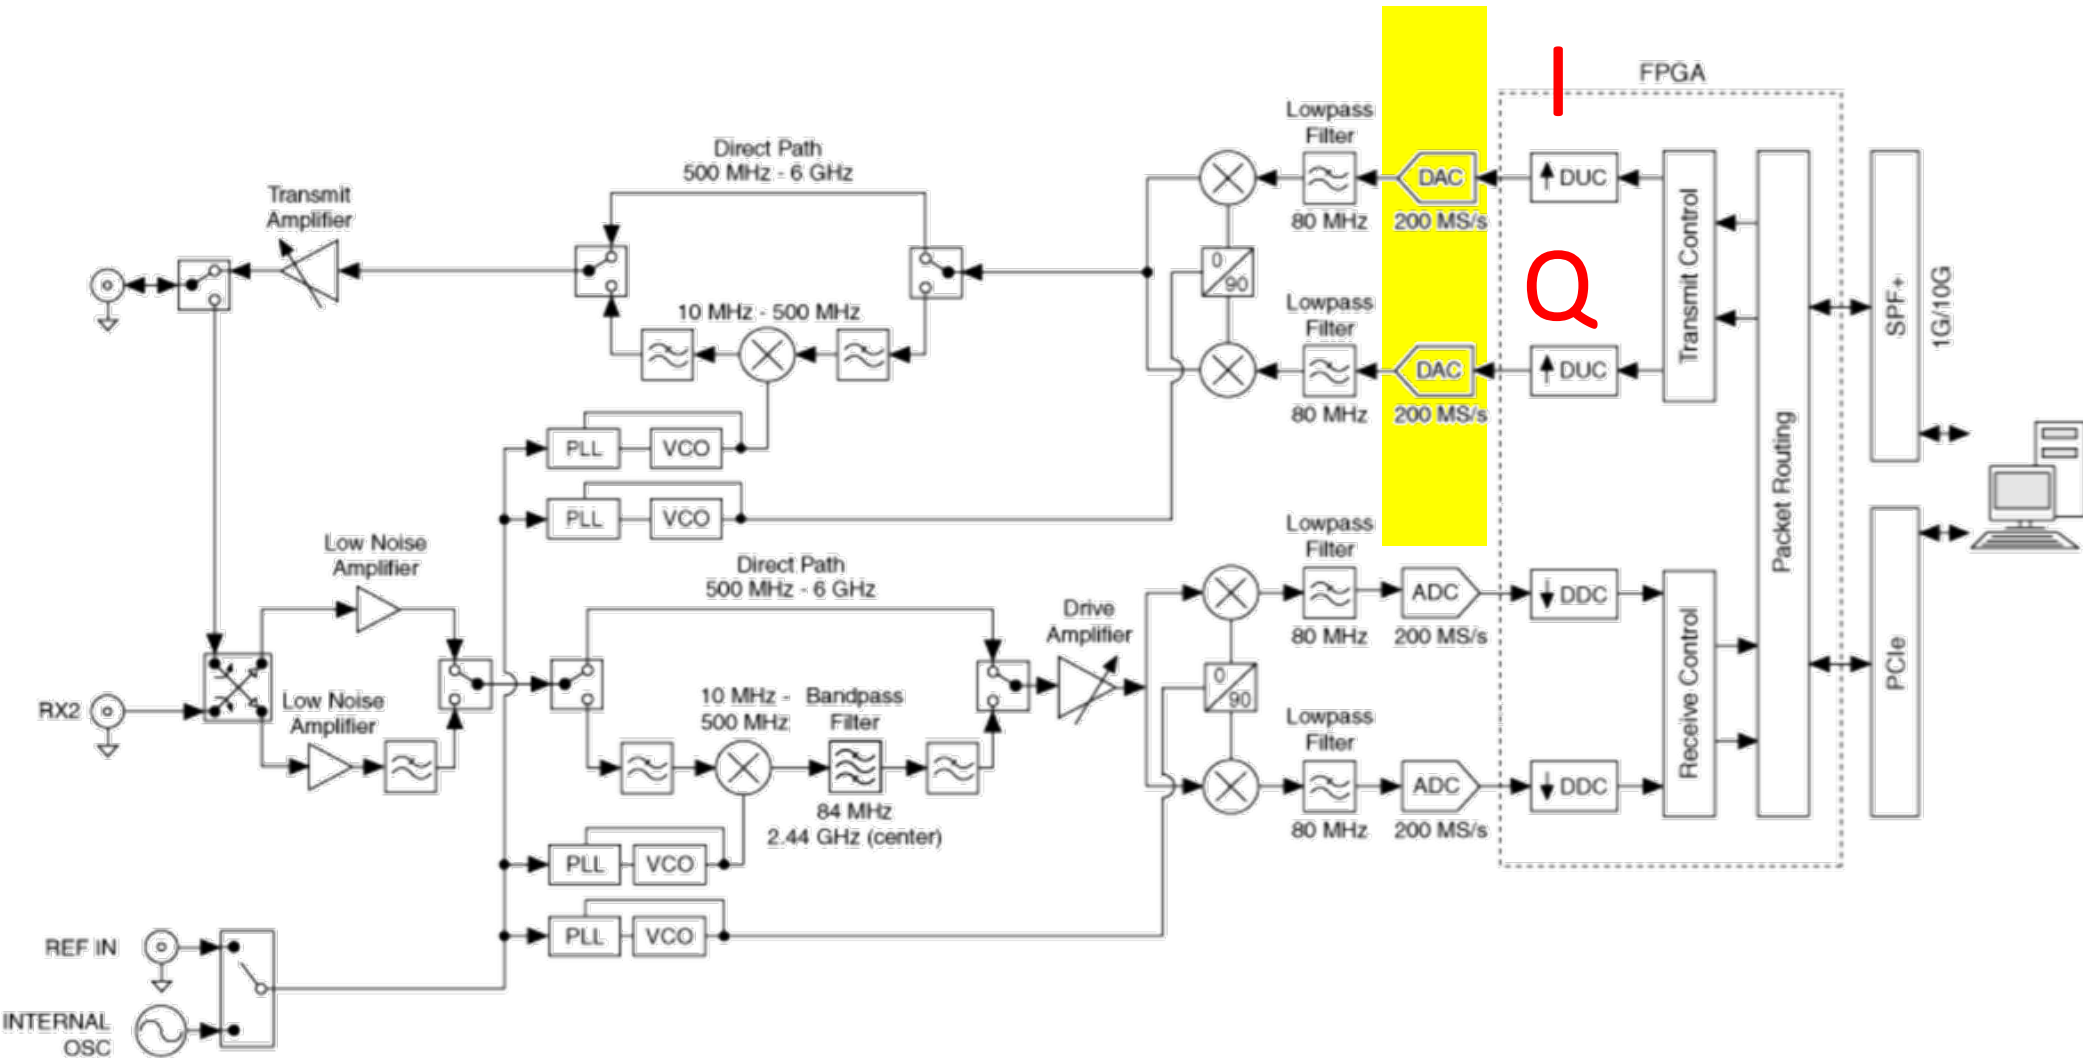 I
FPGA
Lowpass
Filter
Direct Path
500 MHz - 6 GHz
DAC
DUC
Transmit
Amplifier
80 MHz
200 MS/s
Transmit Control
0
90
Q
SPF+
1G/10G
Lowpass
Filter
10 MHz - 500 MHz
DAC
DUC
80 MHz
200 MS/s
Packet Routing
PLL
VCO
PLL
VCO
Lowpass
Filter
Low Noise
Amplifier
Direct Path
500 MHz - 6 GHz
ADC
DDC
Drive
Amplifier
80 MHz
200 MS/s
Receive Control
PCIe
0
90
RX2
Low Noise
Amplifier
10 MHz -
500 MHz
Bandpass
Filter
Lowpass
Filter
ADC
DDC
84 MHz
2.44 GHz (center)
80 MHz
200 MS/s
PLL
VCO
PLL
VCO
REF IN
INTERNAL
OSC